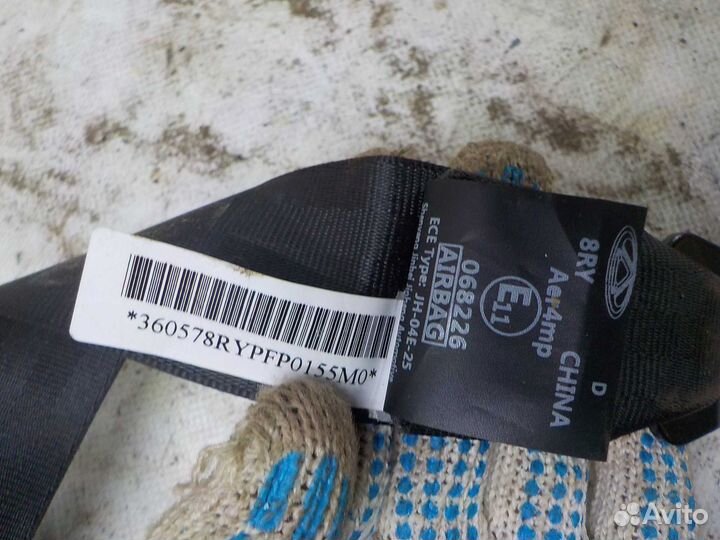 *360578RYPFP0155M0*
D
8RY CHINA
Aer4mp
E11
068226
AIRBAG
ECE Type: JH-04E-25
Avito